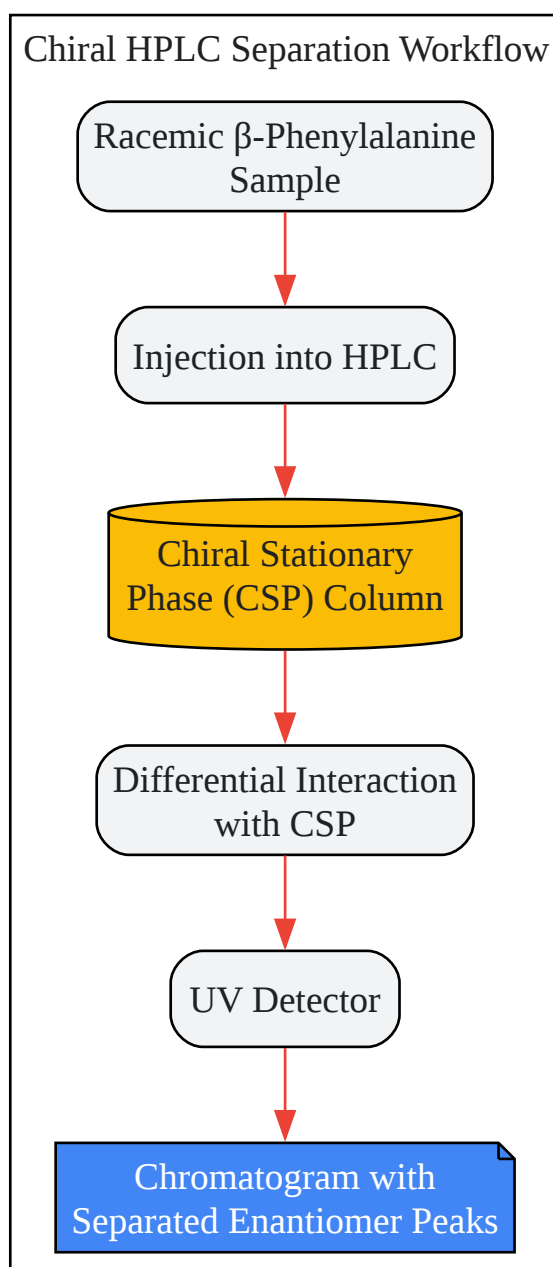 Chiral HPLC Separation Workflow
Racemic β-Phenylalanine
Sample
Injection into HPLC
Chiral Stationary
Phase (CSP) Column
Differential Interaction
with CSP
UV Detector
Chromatogram with
Separated Enantiomer Peaks